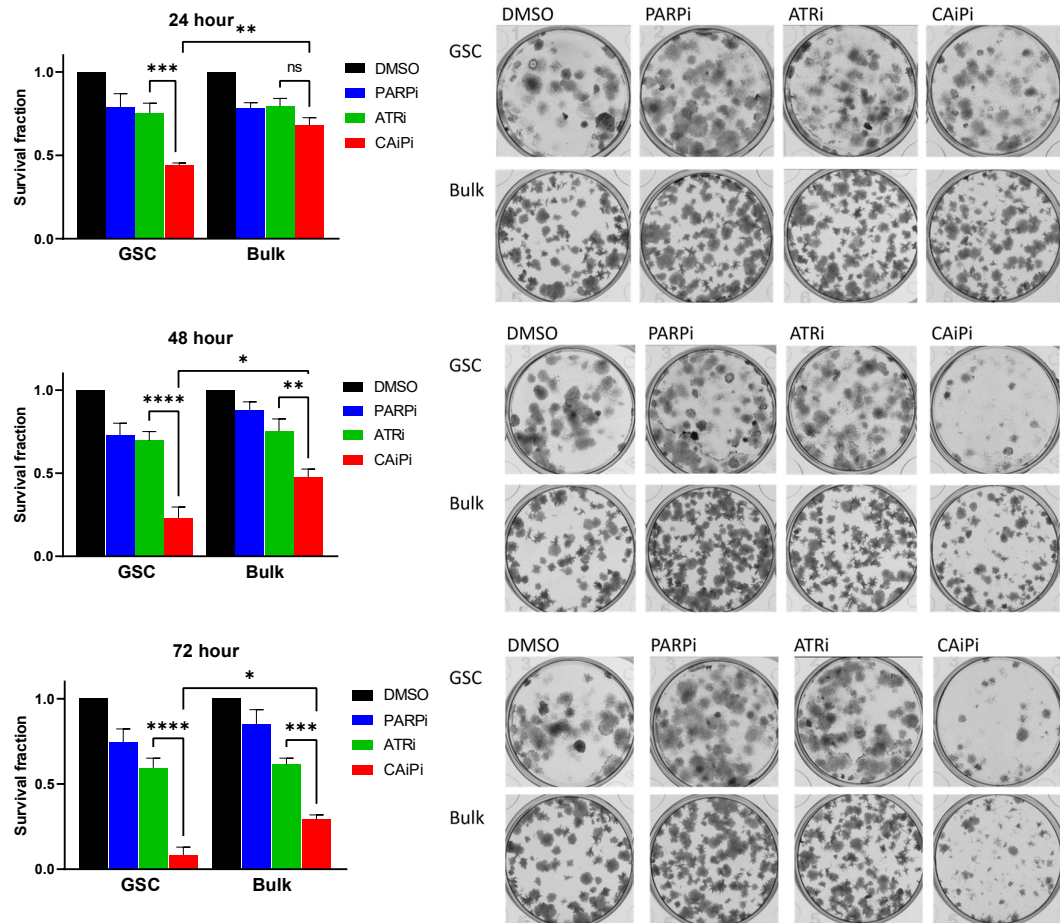 24 hour
**
***
ns
1.0
0.5
0.0
Survival fraction
GSC
Bulk
DMSO
PARPi
ATRi
CAiPi
DMSO
PARPi
ATRi
CAiPi
GSC
Bulk
48 hour
*
****
**
1.0
0.5
0.0
Survival fraction
GSC
Bulk
DMSO
PARPi
ATRi
CAiPi
DMSO
PARPi
ATRi
CAiPi
GSC
Bulk
72 hour
*
****
***
1.0
0.5
0.0
Survival fraction
GSC
Bulk
DMSO
PARPi
ATRi
CAiPi
DMSO
PARPi
ATRi
CAiPi
GSC
Bulk